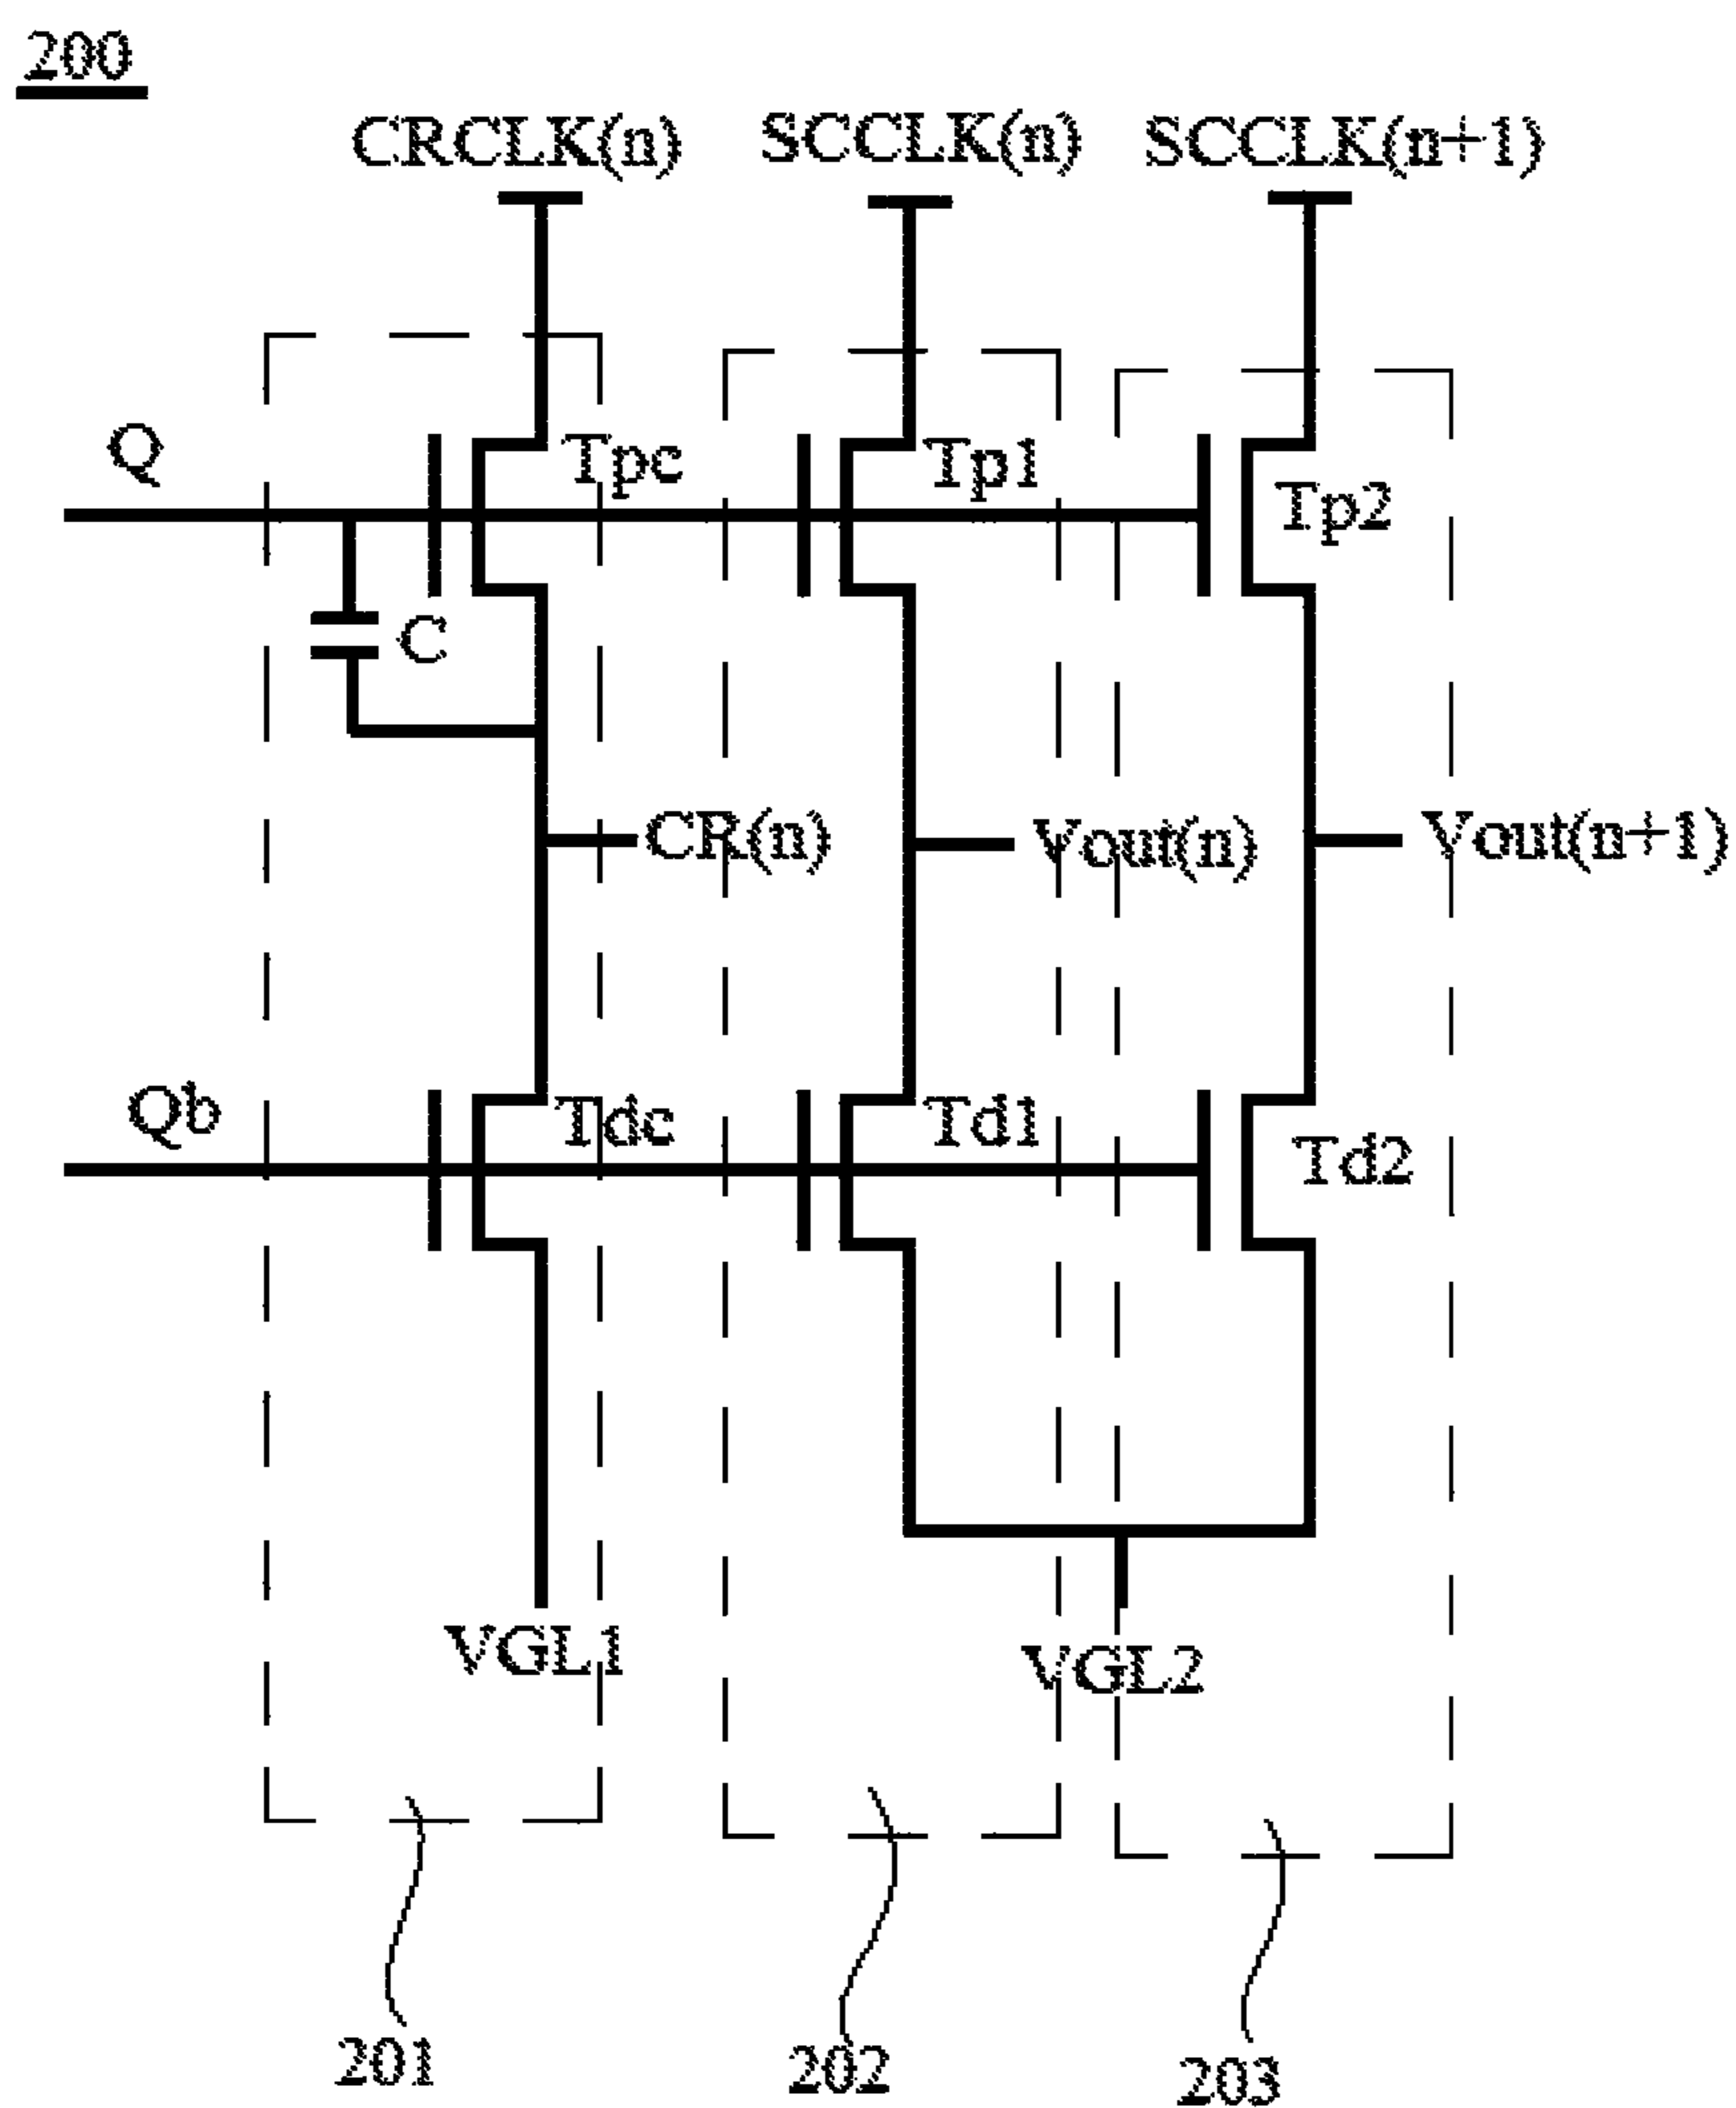 200
CRCLK(n) SCCLK(n) SCCLK(n+1)
Q Tpc Tp1 Tp2
C
CR(n) Vout(n) Vout(n+1)
Qb Tdc Td1 Td2
VGL1 VGL2
201 202 203